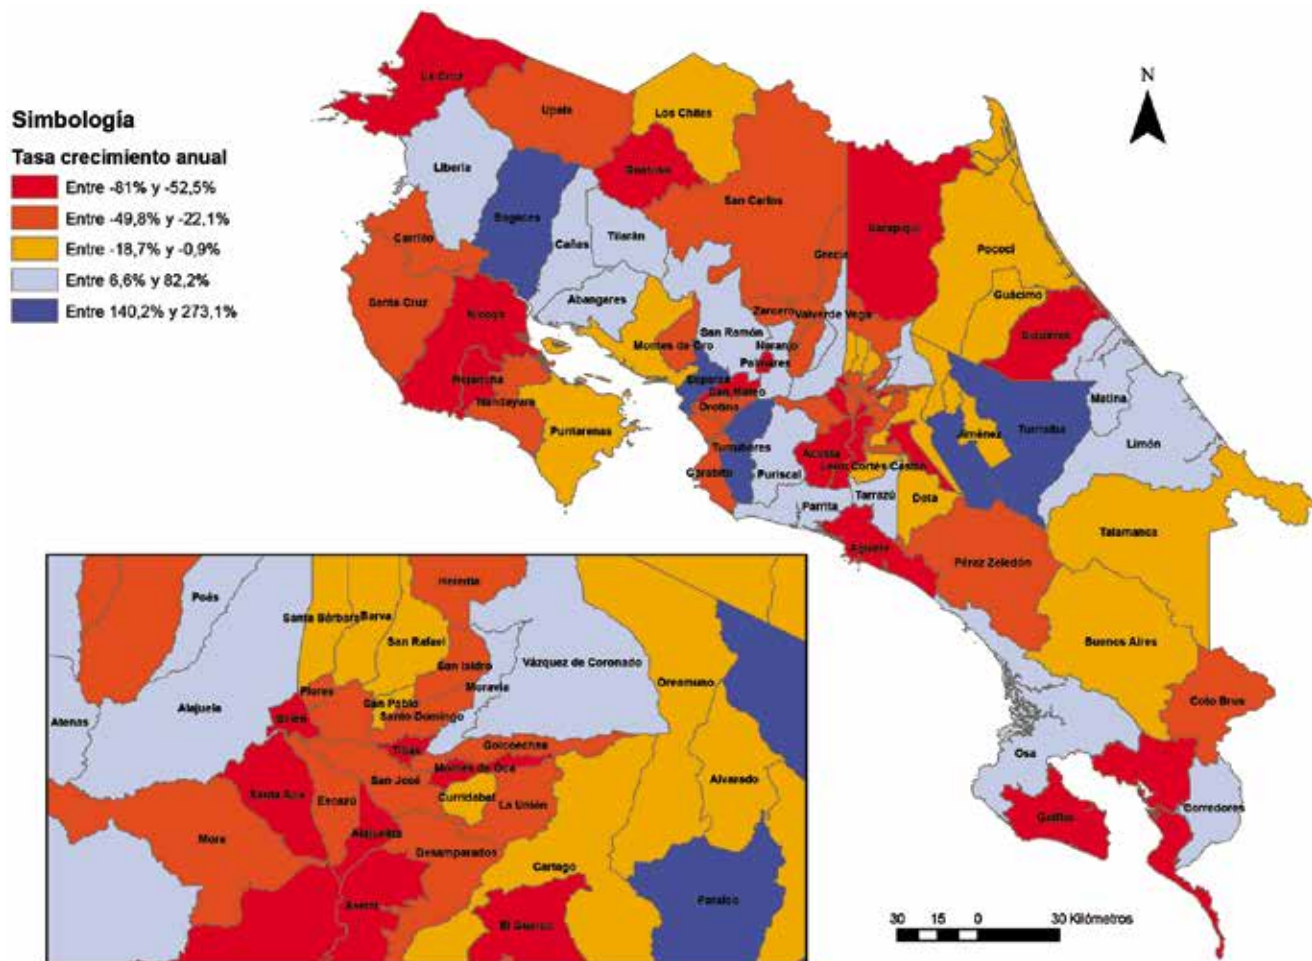 N
Simbología
Tasa crecimiento anual
Entre -81% y -52,5%
Entre -49,8% y -22,1%
Entre -18,7% y -0,9%
Entre 6,6% y 82,2%
Entre 140,2% y 273,1%
La Cruz
Upala
Los Chiles
Liberia
Guatuso
Bagaces
San Carlos
Sarapiquí
Cañas
Tilarán
Grecia
Pococí
Carrillo
Guácimo
Santa Cruz
Abangares
Nicoya
Zarcero
Valverde Vega
Siquirres
San Ramón
Montes de Oro
Naranjo
Palmares
Hojancha
Esparza
San Mateo
Matina
Nandayure
Orotina
Puntarenas
Jiménez
Turrialba
Limón
Turrubares
Acosta
León Cortés Castro
Garabito
Puriscal
Tarrazú
Dota
Parrita
Talamanca
Aguirre
Pérez Zeledón
Buenos Aires
Coto Brus
Osa
Corredores
Golfito
Heredia
Poás
Santa Bárbara
Barva
San Rafael
San Isidro
Vázquez de Coronado
Moravia
Oreamuno
Flores
San Pablo
Santo Domingo
Atenas
Alajuela
Belén
Tibás
Goicoechea
Montes de Oca
San José
Alvarado
Santa Ana
Escazú
Curridabat
La Unión
Alajuelita
Mora
Desamparados
Cartago
Paraíso
Aserrí
El Guarco
30 15 0 30 Kilómetros